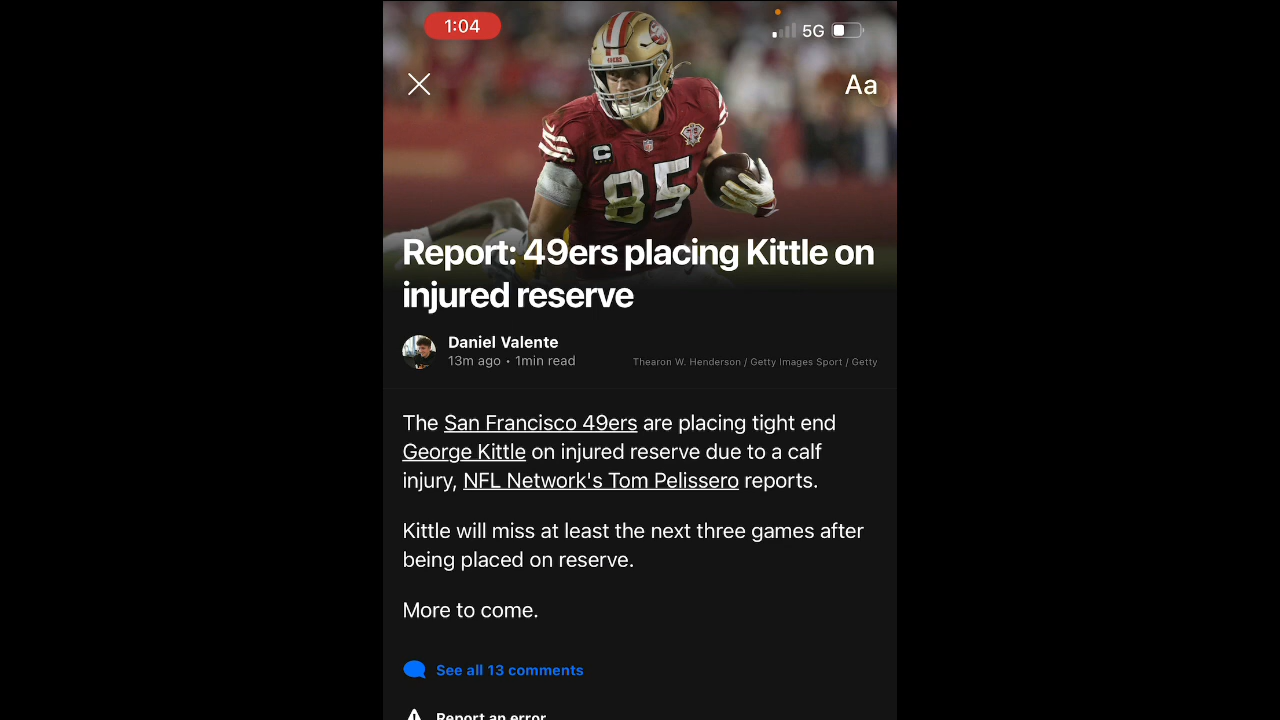 1:04
5G
Aa
49ERS
C
85
Report: 49ers placing Kittle on
injured reserve
Daniel Valente
13m ago • 1min read
Thearon W. Henderson / Getty Images Sport / Getty
The San Francisco 49ers are placing tight end
George Kittle on injured reserve due to a calf
injury, NFL Network's Tom Pelissero reports.
Kittle will miss at least the next three games after
being placed on reserve.
More to come.
See all 13 comments
Report an error